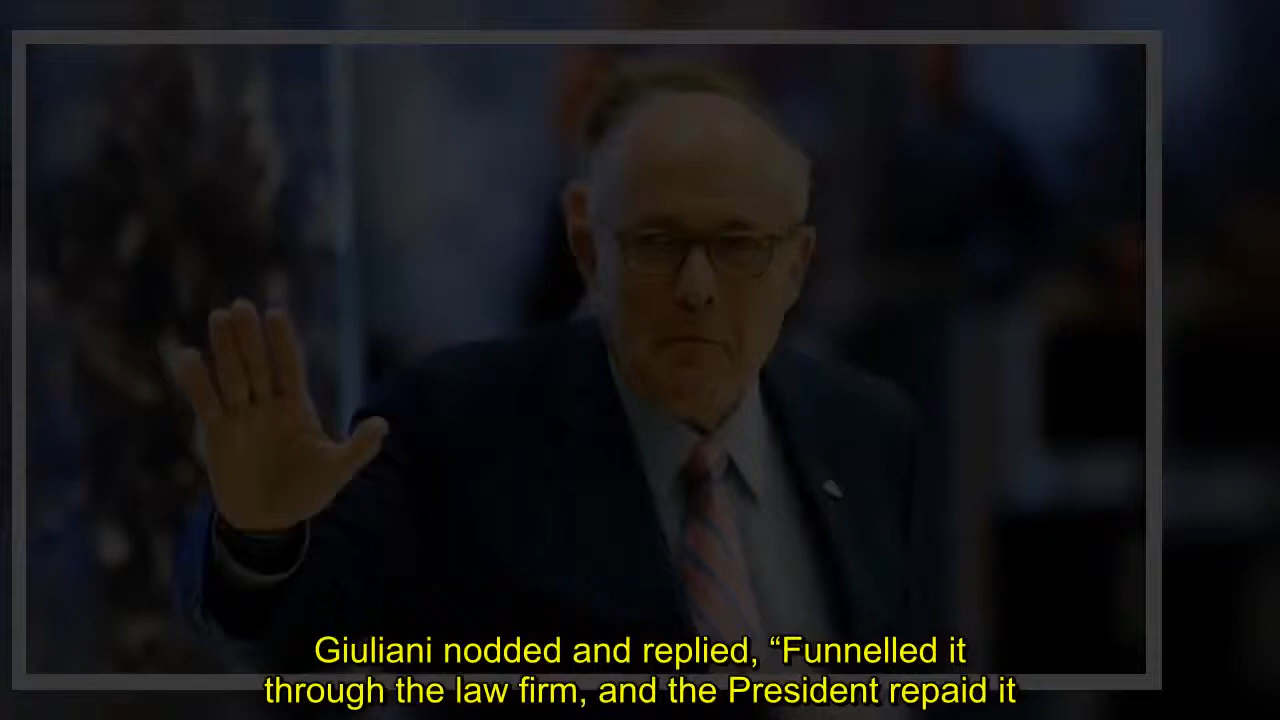 Giuliani nodded and replied, “Funnelled it
through the law firm, and the President repaid it